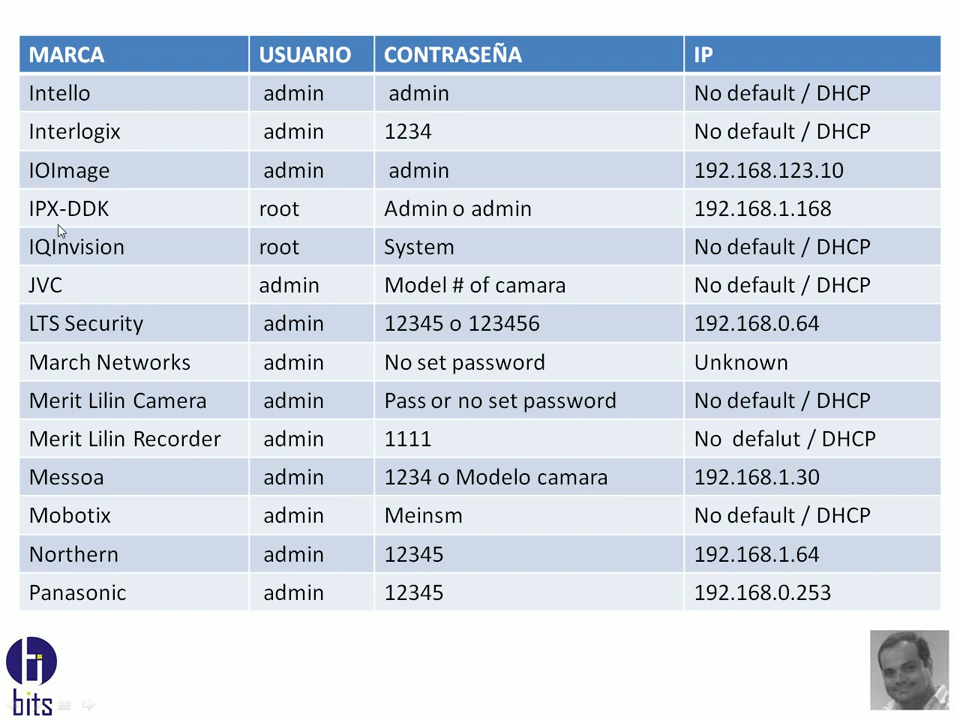 MARCA USUARIO CONTRASEÑA IP
Intello admin admin No default / DHCP
Interlogix admin 1234 No default / DHCP
IOImage admin admin 192.168.123.10
IPX-DDK root Admin o admin 192.168.1.168
IQInvision root System No default / DHCP
JVC admin Model # of camara No default / DHCP
LTS Security admin 12345 o 123456 192.168.0.64
March Networks admin No set password Unknown
Merit Lilin Camera admin Pass or no set password No default / DHCP
Merit Lilin Recorder admin 1111 No defalut / DHCP
Messoa admin 1234 o Modelo camara 192.168.1.30
Mobotix admin Meinsm No default / DHCP
Northern admin 12345 192.168.1.64
Panasonic admin 12345 192.168.0.253
bits